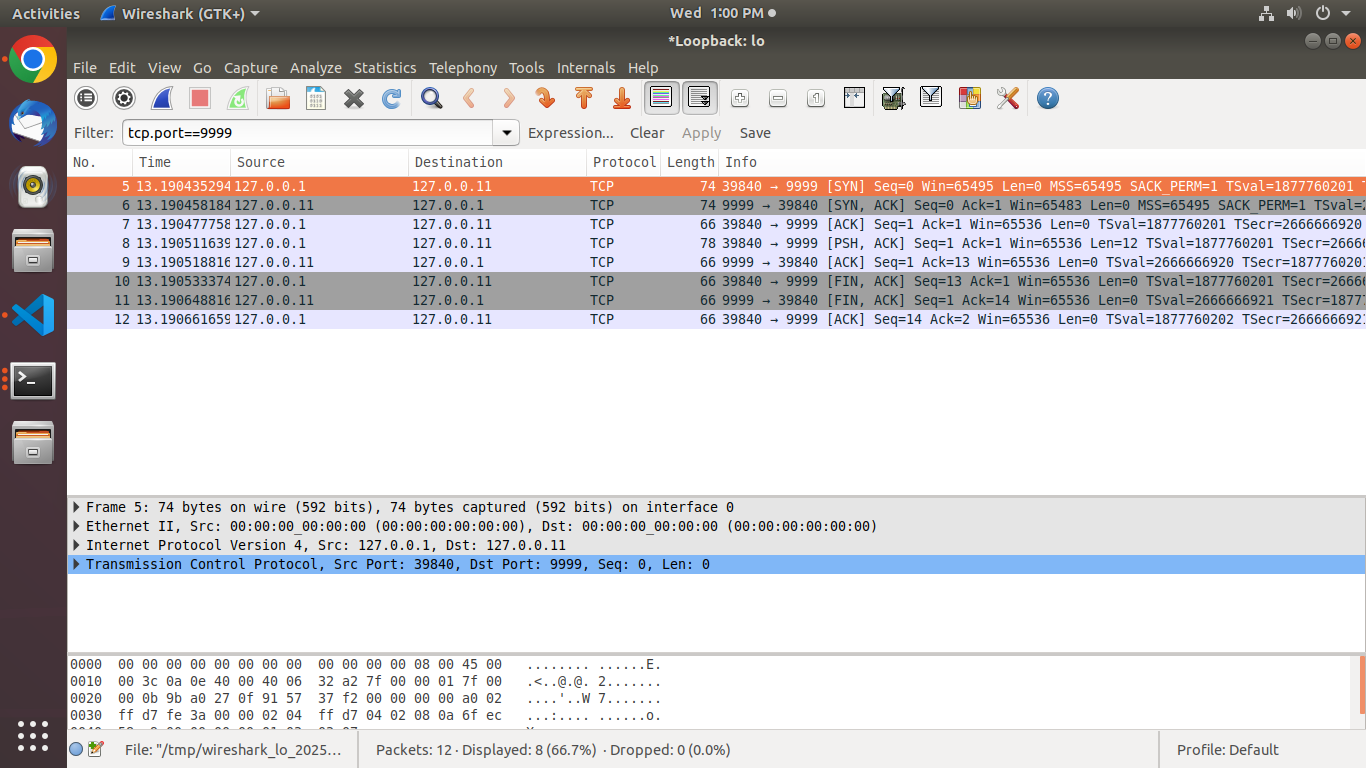 Activities Wireshark (GTK+) Wed 1:00 PM
*Loopback: lo
File Edit View Go Capture Analyze Statistics Telephony Tools Internals Help
Filter: tcp.port==9999 Expression... Clear Apply Save
No. Time Source Destination Protocol Length Info
5 13.190435294 127.0.0.1 127.0.0.11 TCP 74 39840 → 9999 [SYN] Seq=0 Win=65495 Len=0 MSS=65495 SACK_PERM=1 TSval=1877760201 T
6 13.190458184 127.0.0.11 127.0.0.1 TCP 74 9999 → 39840 [SYN, ACK] Seq=0 Ack=1 Win=65483 Len=0 MSS=65495 SACK_PERM=1 TSval=2
7 13.190477758 127.0.0.1 127.0.0.11 TCP 66 39840 → 9999 [ACK] Seq=1 Ack=1 Win=65536 Len=0 TSval=1877760201 TSecr=2666666920
8 13.190511639 127.0.0.1 127.0.0.11 TCP 78 39840 → 9999 [PSH, ACK] Seq=1 Ack=1 Win=65536 Len=12 TSval=1877760201 TSecr=26666
9 13.190518816 127.0.0.11 127.0.0.1 TCP 66 9999 → 39840 [ACK] Seq=1 Ack=13 Win=65536 Len=0 TSval=2666666920 TSecr=1877760201
10 13.190533374 127.0.0.1 127.0.0.11 TCP 66 39840 → 9999 [FIN, ACK] Seq=13 Ack=1 Win=65536 Len=0 TSval=1877760201 TSecr=26666
11 13.190648816 127.0.0.11 127.0.0.1 TCP 66 9999 → 39840 [FIN, ACK] Seq=1 Ack=14 Win=65536 Len=0 TSval=2666666921 TSecr=18777
12 13.190661659 127.0.0.1 127.0.0.11 TCP 66 39840 → 9999 [ACK] Seq=14 Ack=2 Win=65536 Len=0 TSval=1877760202 TSecr=2666666921
Frame 5: 74 bytes on wire (592 bits), 74 bytes captured (592 bits) on interface 0
Ethernet II, Src: 00:00:00_00:00:00 (00:00:00:00:00:00), Dst: 00:00:00_00:00:00 (00:00:00:00:00:00)
Internet Protocol Version 4, Src: 127.0.0.1, Dst: 127.0.0.11
Transmission Control Protocol, Src Port: 39840, Dst Port: 9999, Seq: 0, Len: 0
0000 00 00 00 00 00 00 00 00 00 00 00 00 08 00 45 00 ........ ......E.
0010 00 3c 0a 0e 40 00 40 06 32 a2 7f 00 00 01 7f 00 .<..@.@. 2.......
0020 00 0b 9b a0 27 0f 91 57 37 f2 00 00 00 00 a0 02 ....'..W 7.......
0030 ff d7 fe 3a 00 00 02 04 ff d7 04 02 08 0a 6f ec ...:.... ......o.
File: "/tmp/wireshark_lo_2025... Packets: 12 · Displayed: 8 (66.7%) · Dropped: 0 (0.0%) Profile: Default